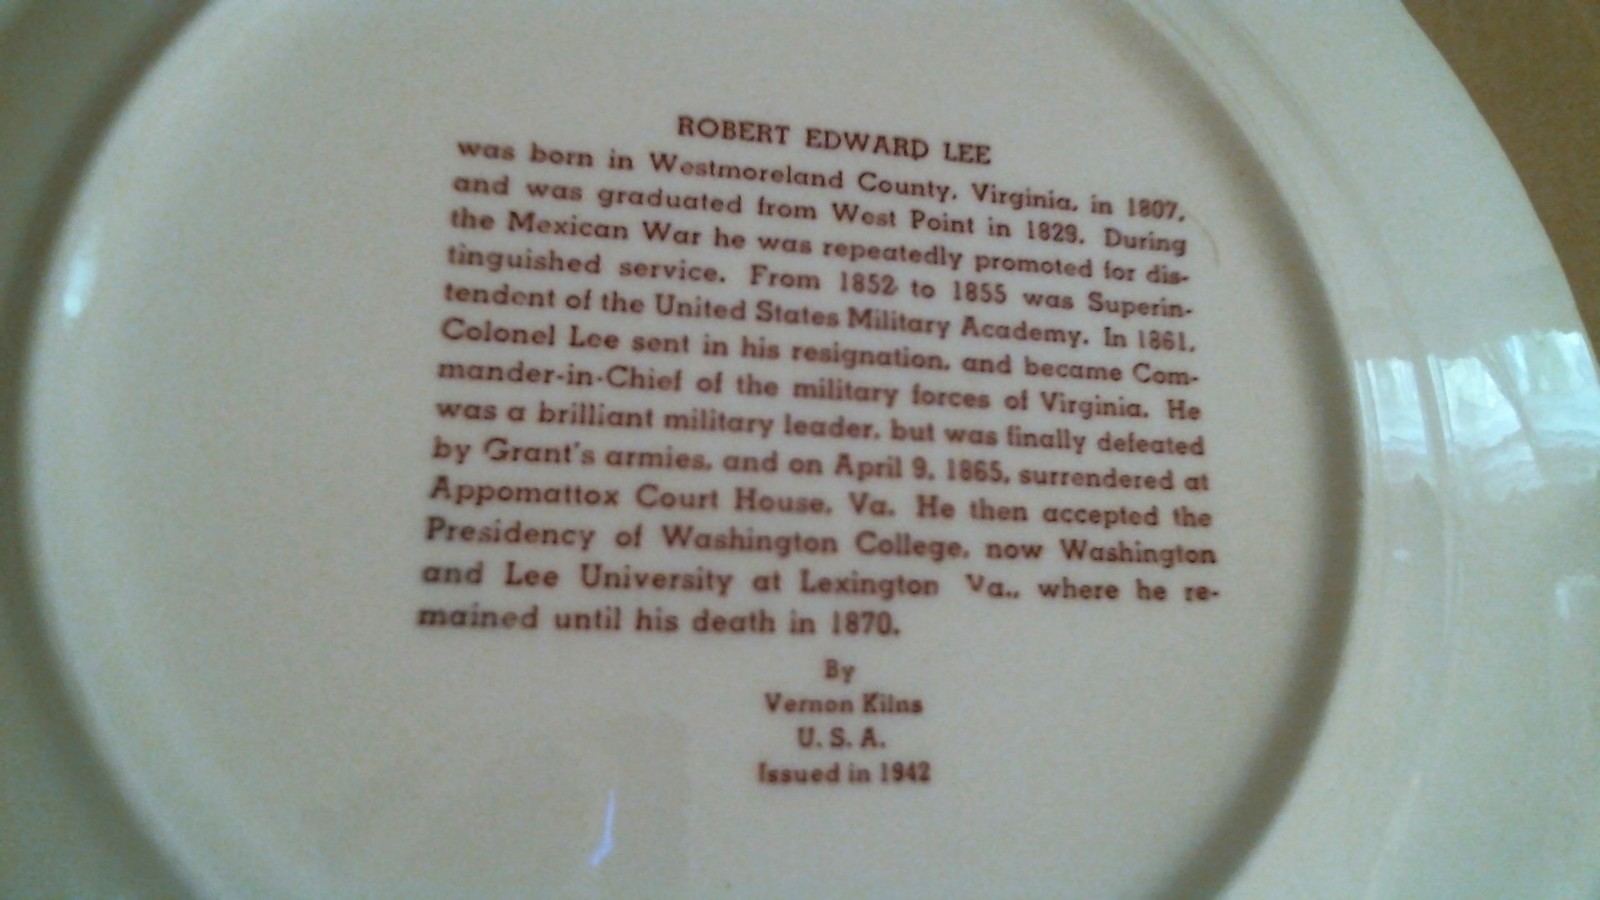 ROBERT EDWARD LEE
was born in Westmoreland County, Virginia, in 1807,
and was graduated from West Point in 1829. During
the Mexican War he was repeatedly promoted for dis-
tinguished service. From 1852 to 1855 was Superin-
tendent of the United States Military Academy. In 1861,
Colonel Lee sent in his resignation, and became Com-
mander-in-Chief of the military forces of Virginia. He
was a brilliant military leader, but was finally defeated
by Grant's armies, and on April 9, 1865, surrendered at
Appomattox Court House, Va. He then accepted the
Presidency of Washington College, now Washington
and Lee University at Lexington Va., where he re-
mained until his death in 1870.
By
Vernon Kilns
U. S. A.
Issued in 1942